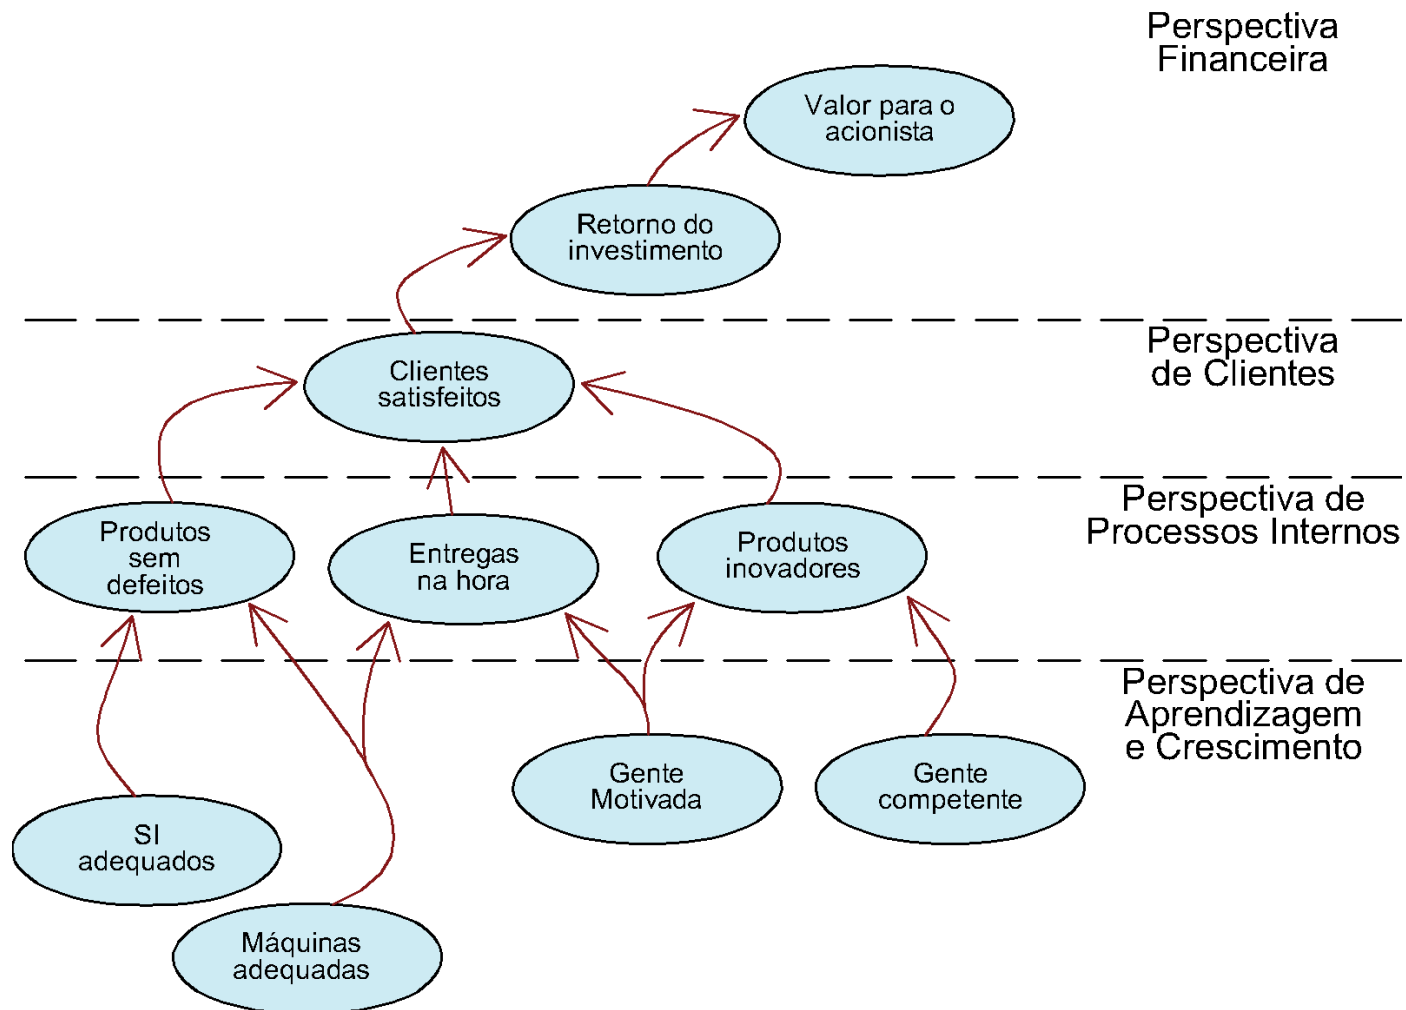 Perspectiva
Financeira
Valor para o
acionista
Retorno do
investimento
Perspectiva
de Clientes
Clientes
satisfeitos
Perspectiva de
Processos Internos
Produtos
sem
defeitos
Entregas
na hora
Produtos
inovadores
Perspectiva de
Aprendizagem
e Crescimento
Gente
Motivada
Gente
competente
SI
adequados
Máquinas
adequadas